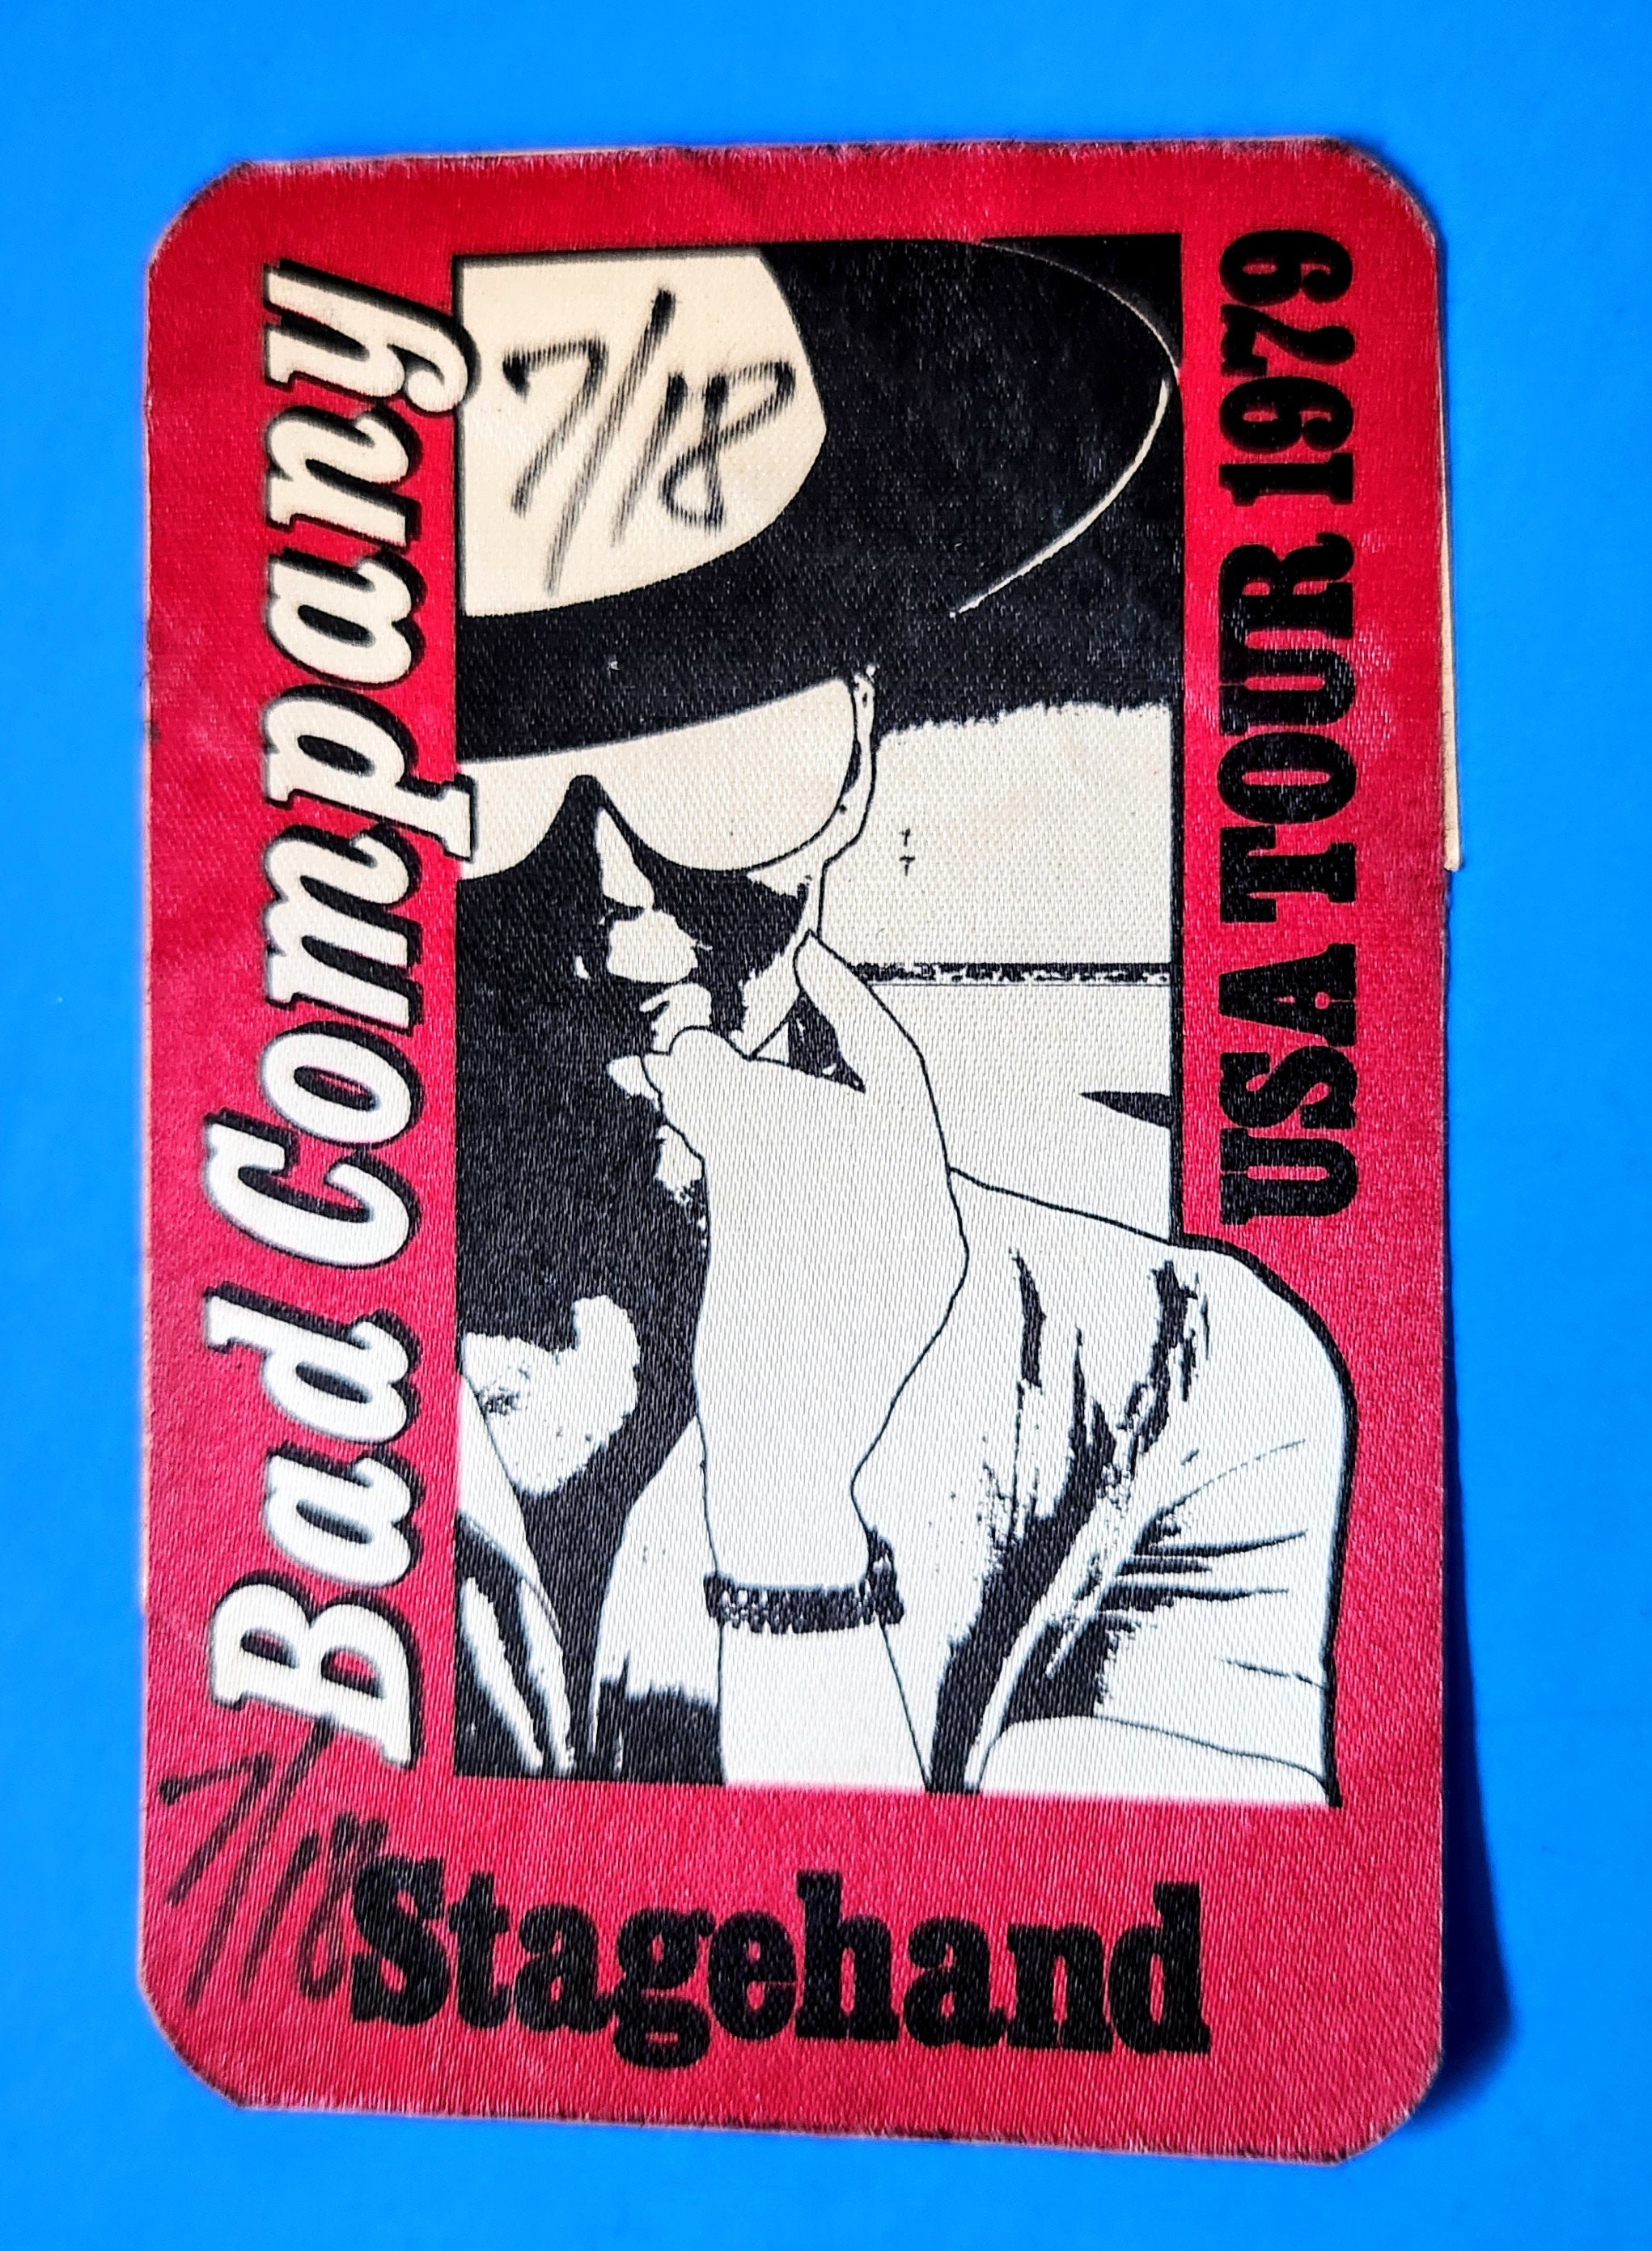 Bad Company
7/18
USA TOUR 1979
7/18
Stagehand